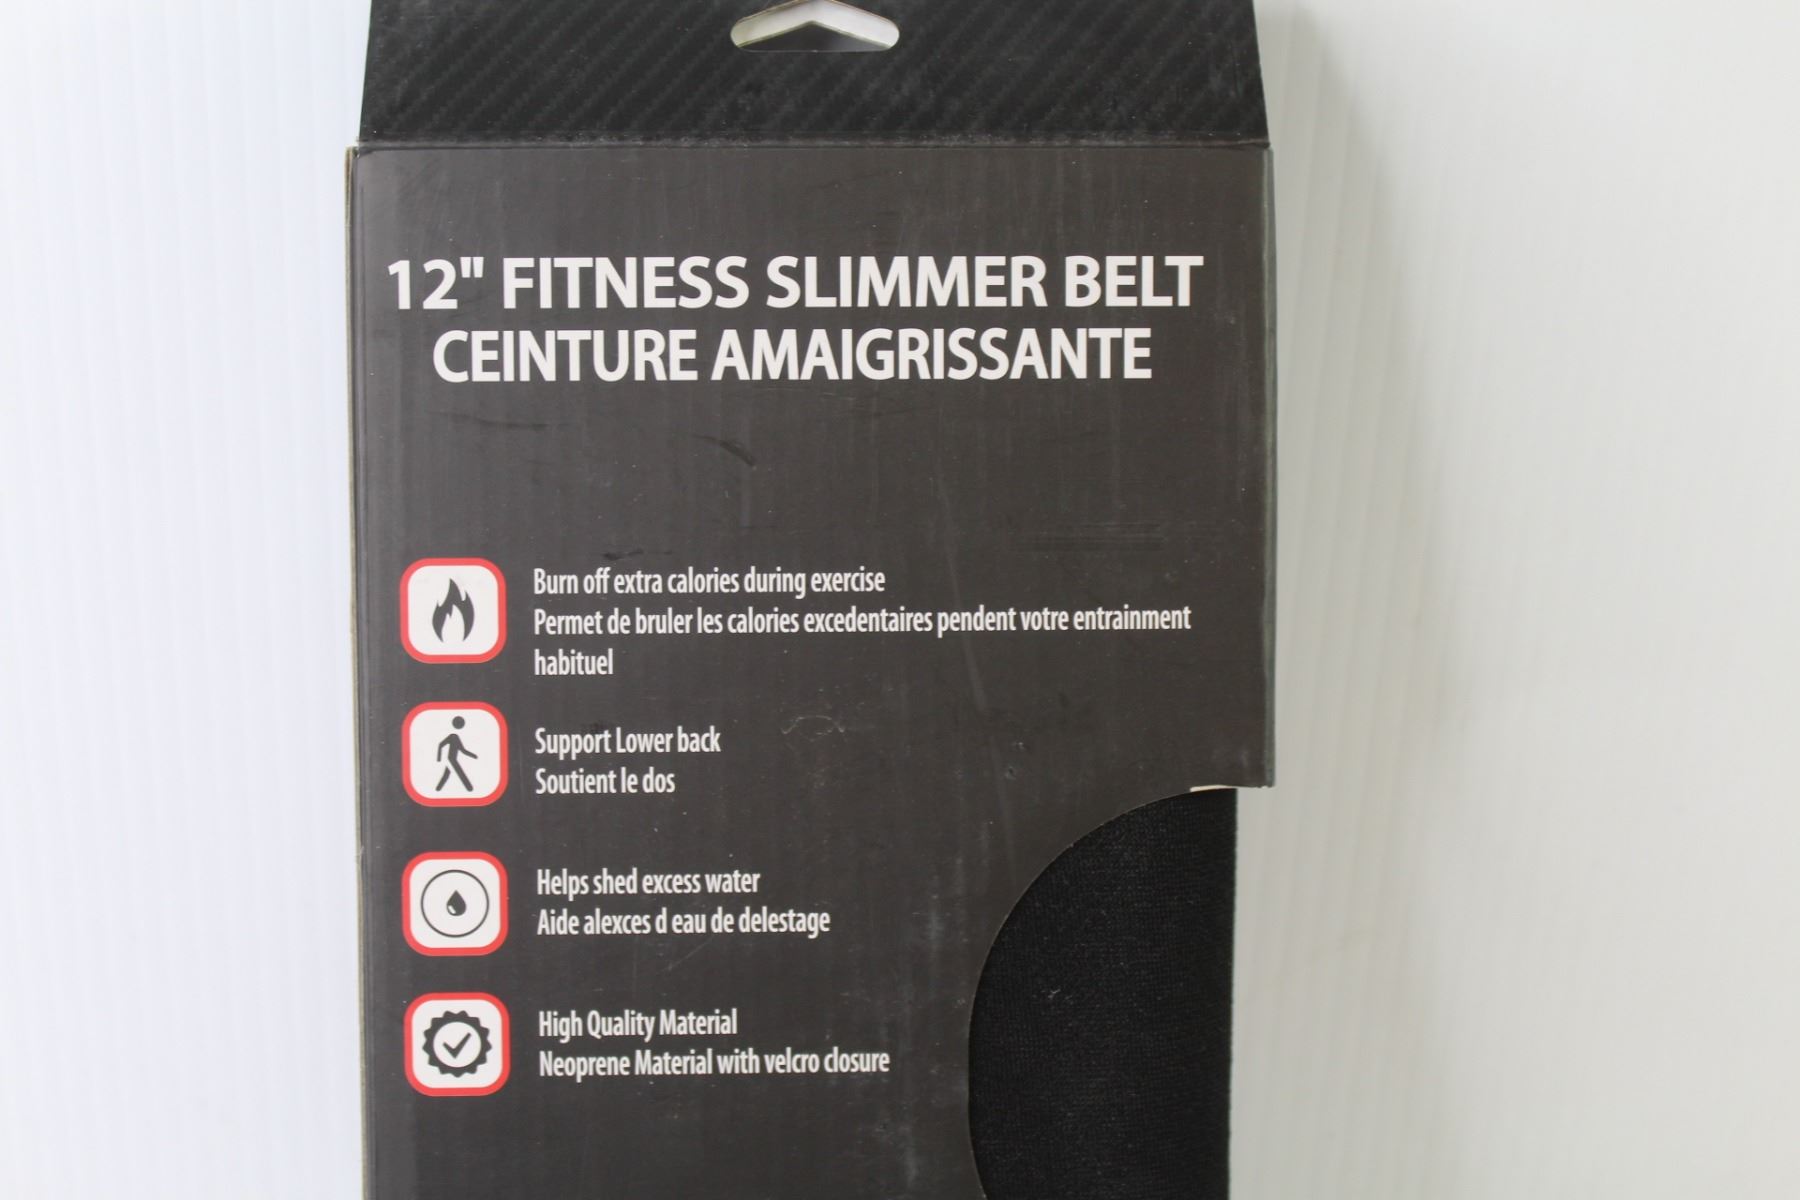 12" FITNESS SLIMMER BELT
CEINTURE AMAIGRISSANTE
Burn off extra calories during exercise
Permet de bruler les calories excedentaires pendent votre entrainment
habituel
Support Lower back
Soutient le dos
Helps shed excess water
Aide alexces d eau de delestage
High Quality Material
Neoprene Material with velcro closure